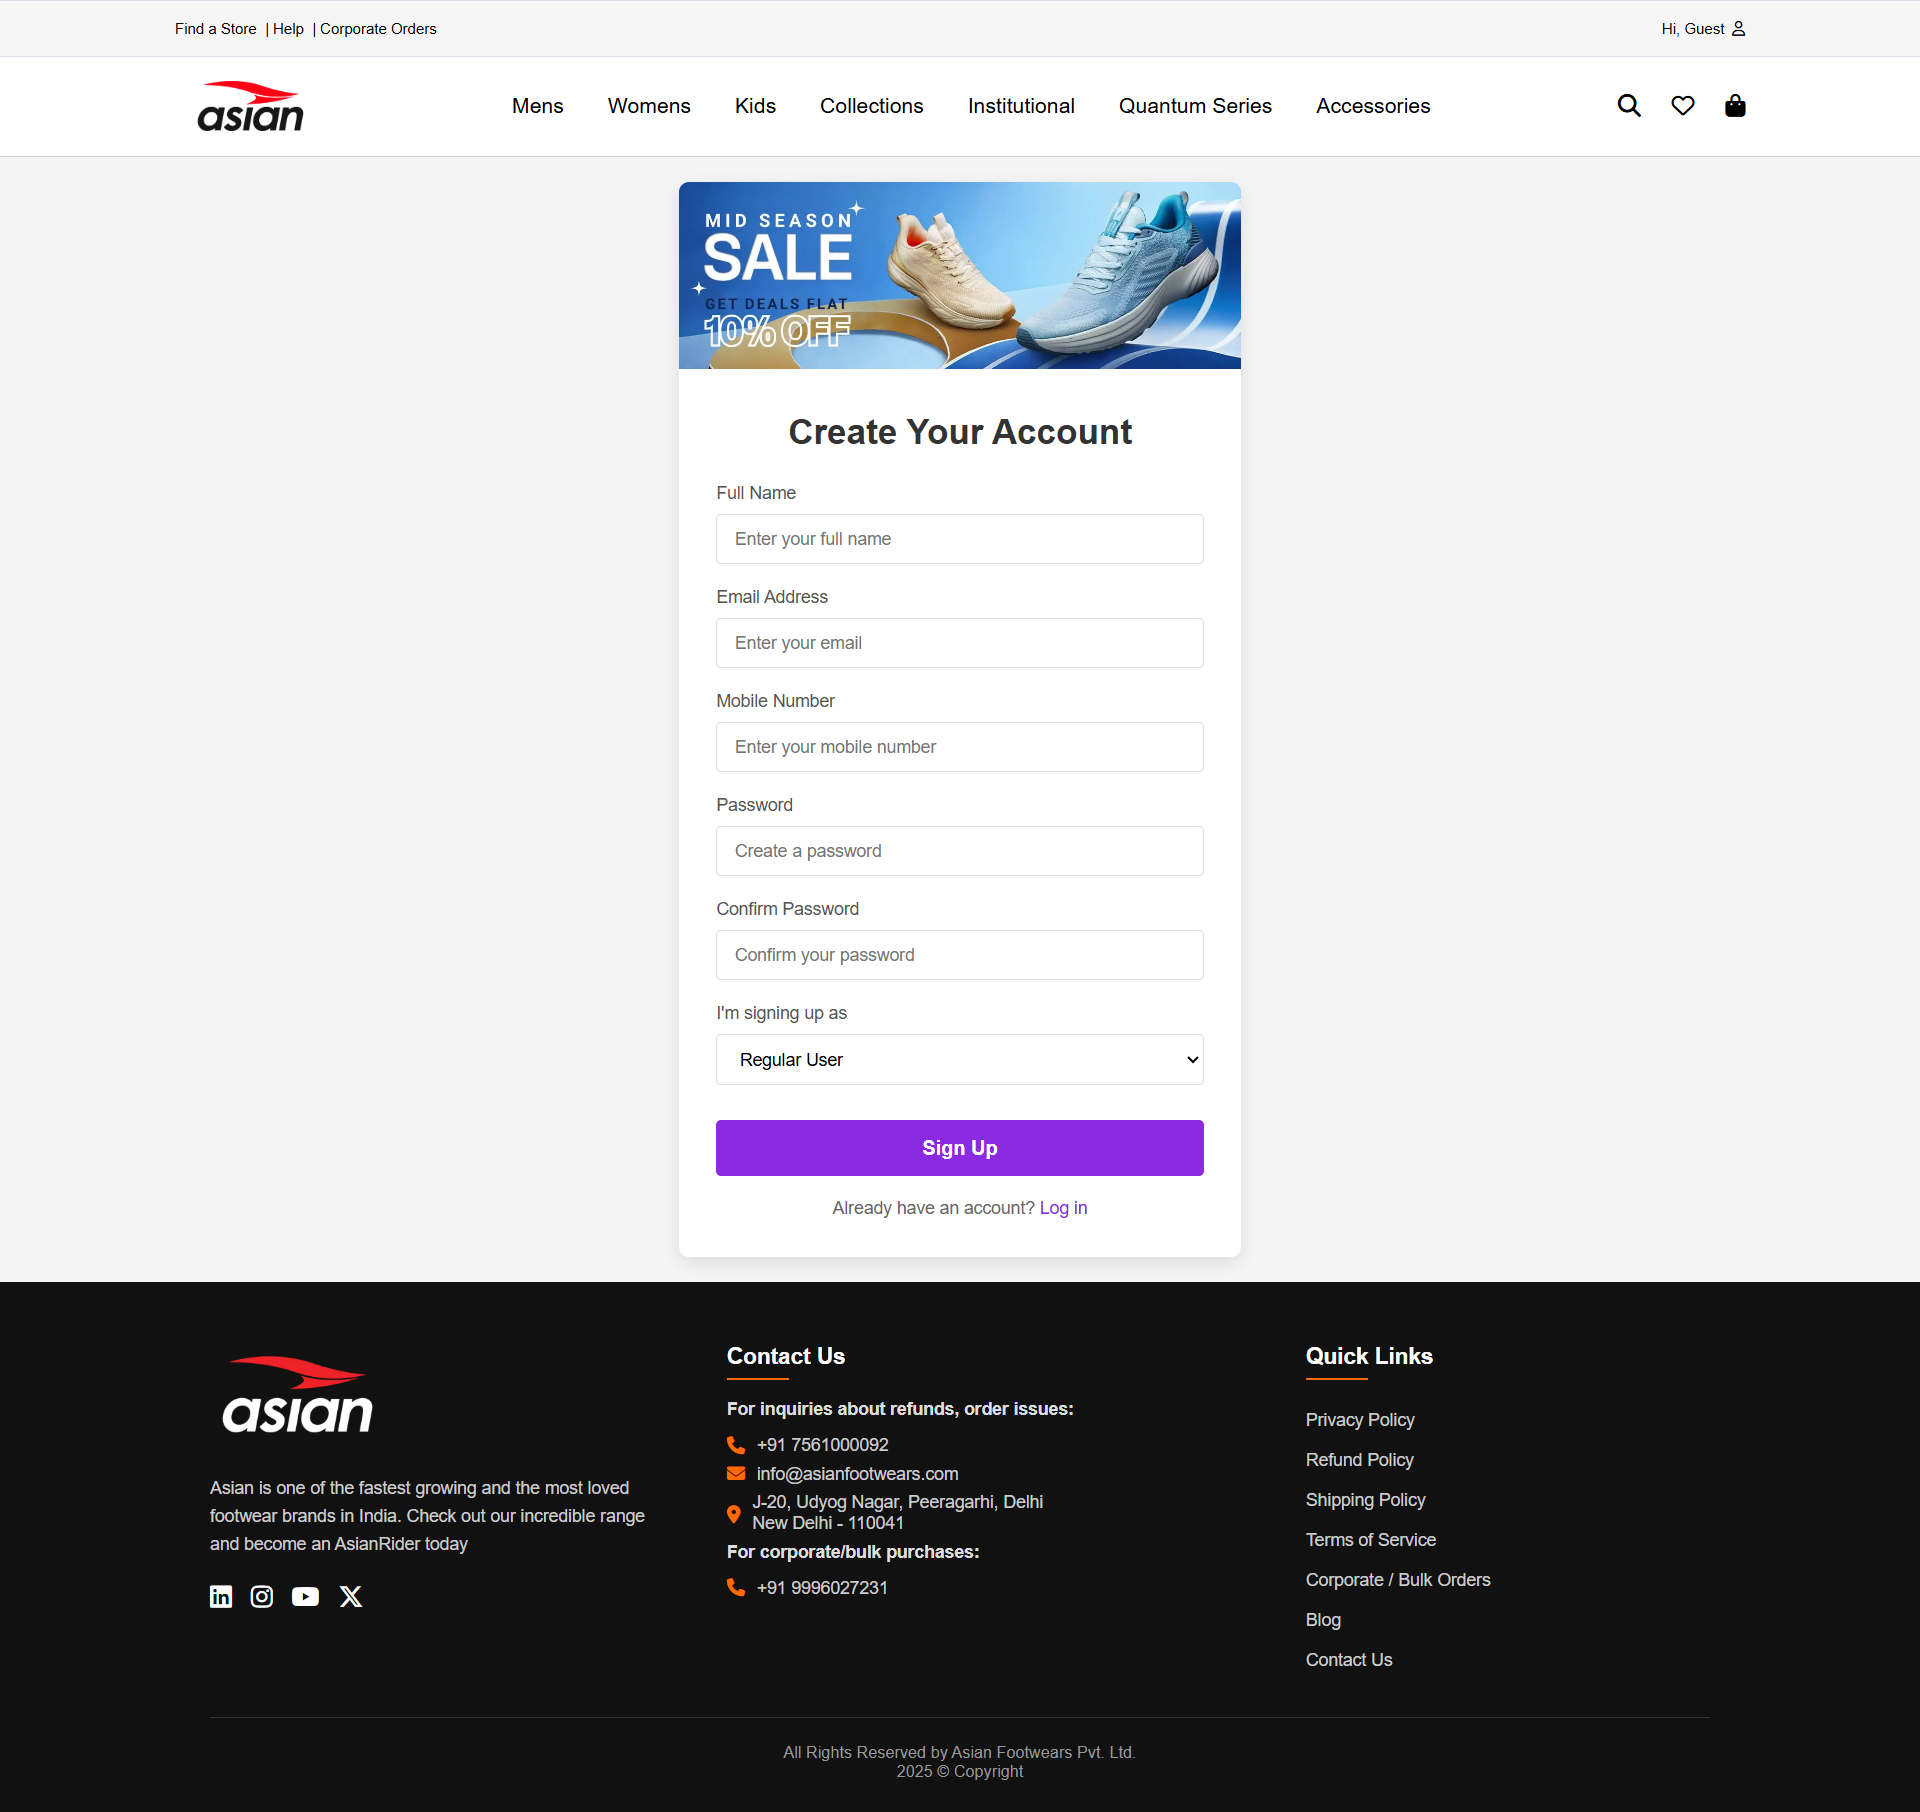 Find a Store | Help | Corporate Orders
Hi, Guest
asian
Mens Womens Kids Collections Institutional Quantum Series Accessories
MID SEASON
SALE
GET DEALS FLAT
10% OFF
Create Your Account
Full Name
Enter your full name
Email Address
Enter your email
Mobile Number
Enter your mobile number
Password
Create a password
Confirm Password
Confirm your password
I'm signing up as
Regular User
Sign Up
Already have an account? Log in
asian
Asian is one of the fastest growing and the most loved
footwear brands in India. Check out our incredible range
and become an AsianRider today
Contact Us
For inquiries about refunds, order issues:
+91 7561000092
info@asianfootwears.com
J-20, Udyog Nagar, Peeragarhi, Delhi
New Delhi - 110041
For corporate/bulk purchases:
+91 9996027231
Quick Links
Privacy Policy
Refund Policy
Shipping Policy
Terms of Service
Corporate / Bulk Orders
Blog
Contact Us
All Rights Reserved by Asian Footwears Pvt. Ltd.
2025 © Copyright